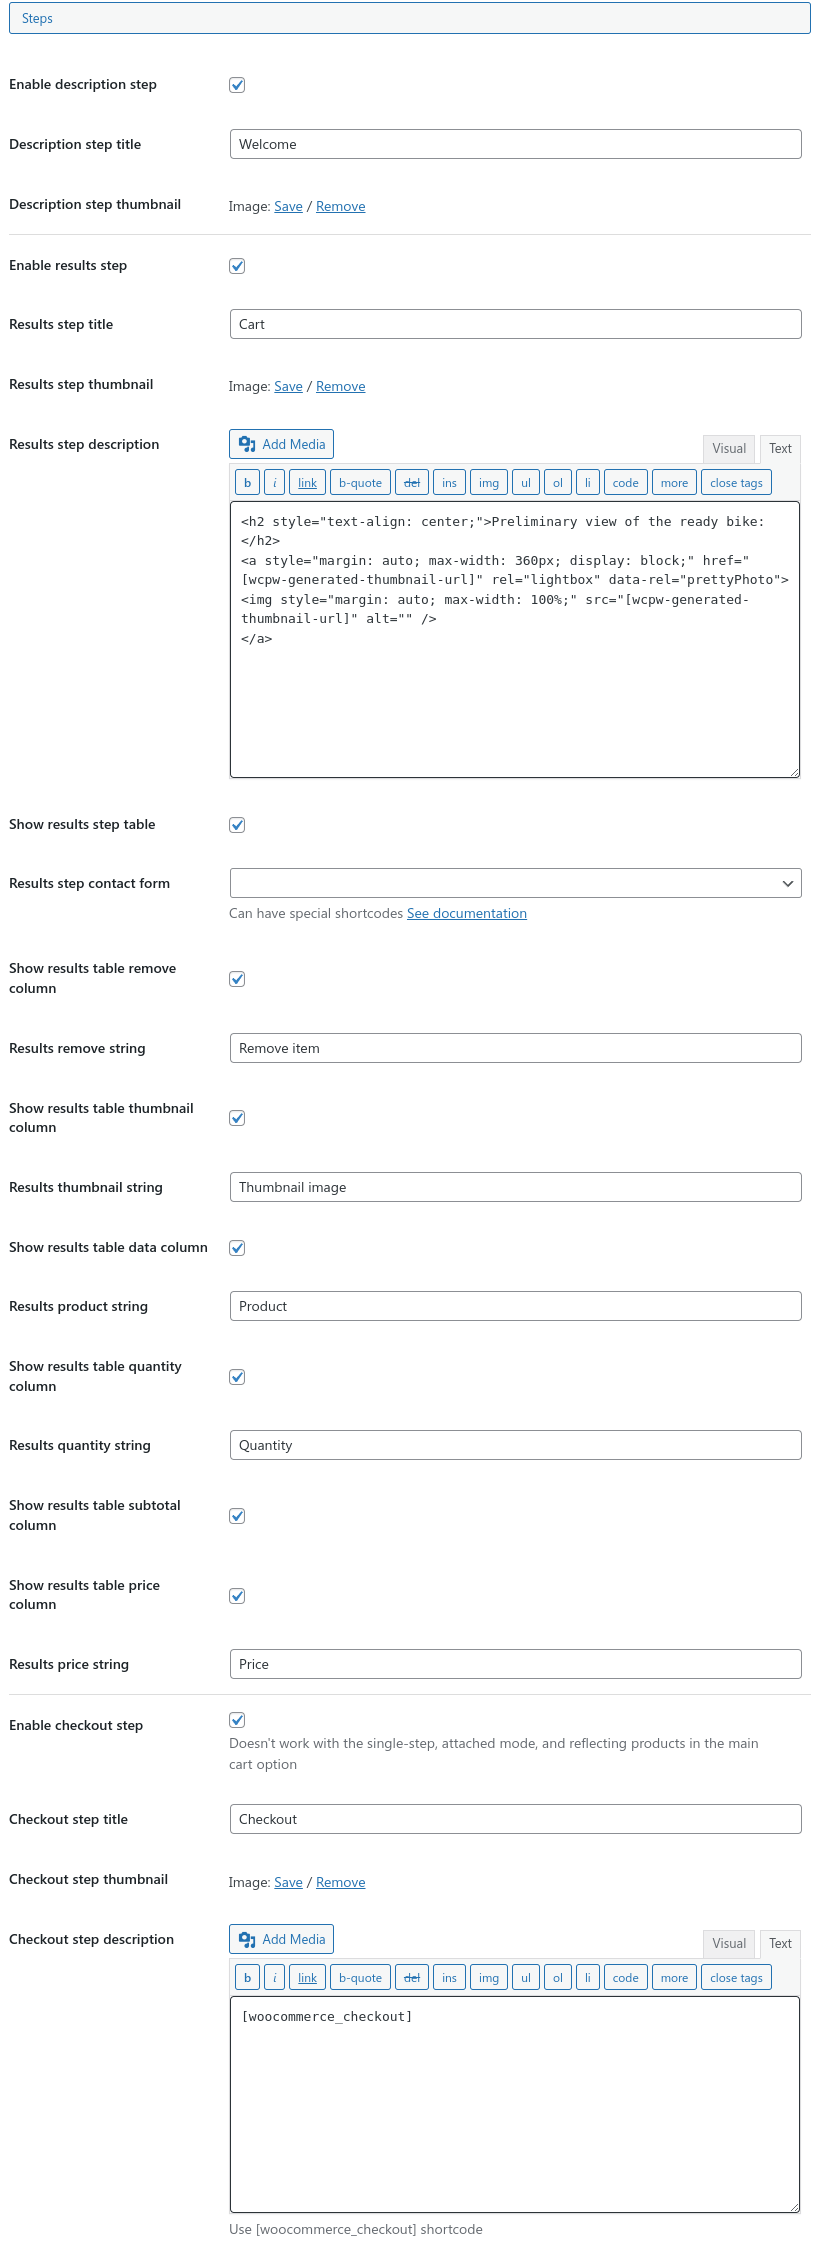 Steps
Enable description step
Description step title
Welcome
Description step thumbnail
Image: Save / Remove
Enable results step
Results step title
Cart
Results step thumbnail
Image: Save / Remove
Results step description
Add Media
Visual
Text
b i link b-quote del ins img ul ol li code more close tags
<h2 style="text-align: center;">Preliminary view of the ready bike:
</h2>
<a style="margin: auto; max-width: 360px; display: block;" href="
[wcpw-generated-thumbnail-url]" rel="lightbox" data-rel="prettyPhoto">
<img style="margin: auto; max-width: 100%;" src="[wcpw-generated-
thumbnail-url]" alt="" />
</a>
Show results step table
Results step contact form
Can have special shortcodes See documentation
Show results table remove
column
Results remove string
Remove item
Show results table thumbnail
column
Results thumbnail string
Thumbnail image
Show results table data column
Results product string
Product
Show results table quantity
column
Results quantity string
Quantity
Show results table subtotal
column
Show results table price
column
Results price string
Price
Enable checkout step
Doesn't work with the single-step, attached mode, and reflecting products in the main
cart option
Checkout step title
Checkout
Checkout step thumbnail
Image: Save / Remove
Checkout step description
Add Media
Visual
Text
b i link b-quote del ins img ul ol li code more close tags
[woocommerce_checkout]
Use [woocommerce_checkout] shortcode